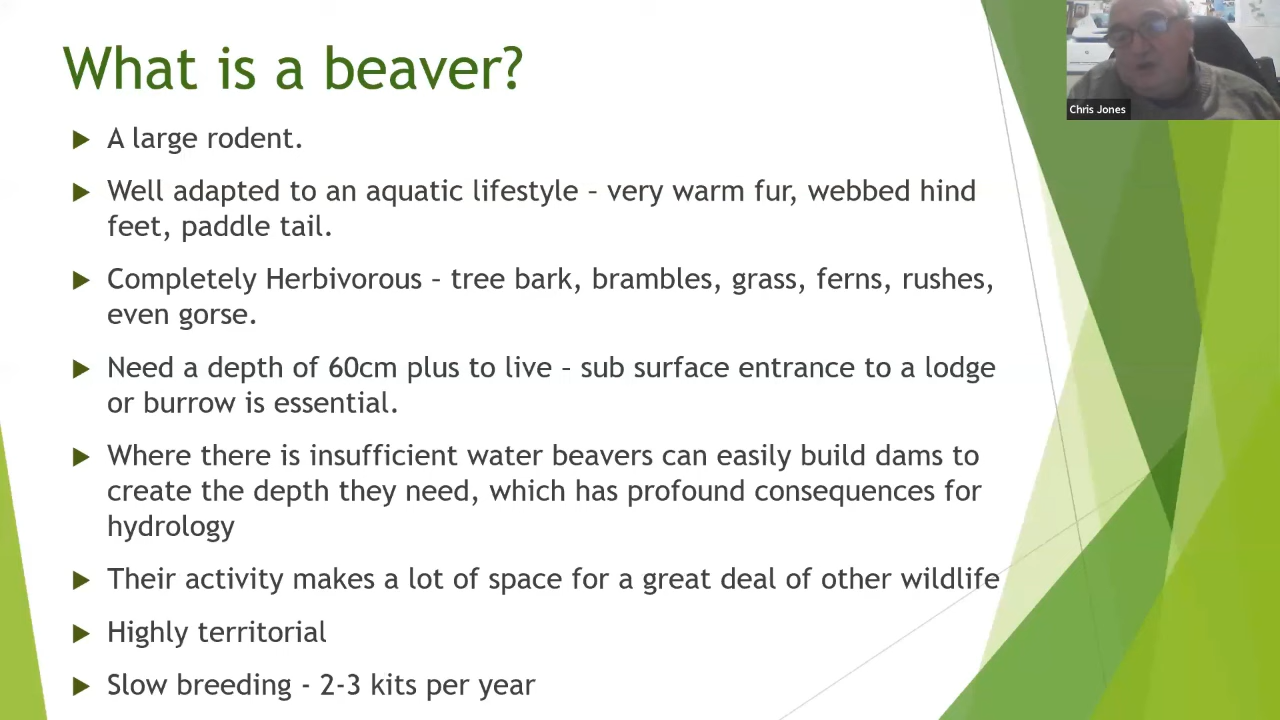 What is a beaver?
Chris Jones
A large rodent.
Well adapted to an aquatic lifestyle – very warm fur, webbed hind
feet, paddle tail.
Completely Herbivorous – tree bark, brambles, grass, ferns, rushes,
even gorse.
Need a depth of 60cm plus to live – sub surface entrance to a lodge
or burrow is essential.
Where there is insufficient water beavers can easily build dams to
create the depth they need, which has profound consequences for
hydrology
Their activity makes a lot of space for a great deal of other wildlife
Highly territorial
Slow breeding - 2-3 kits per year